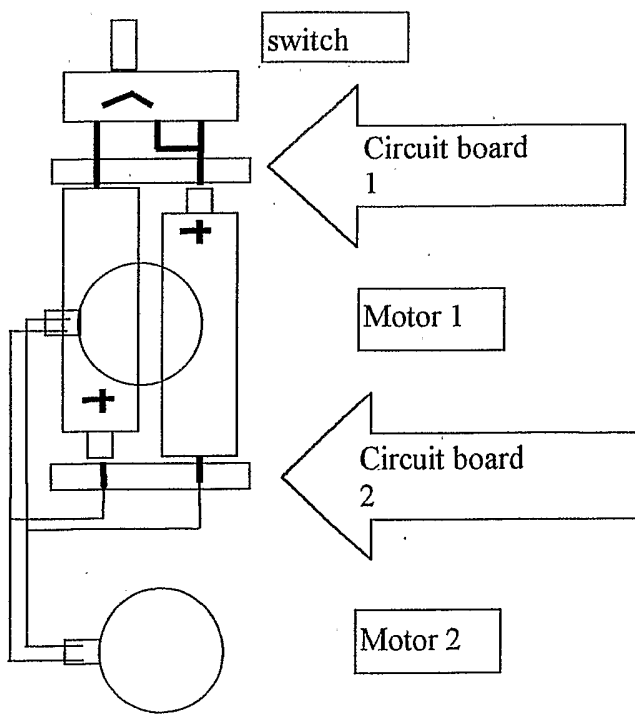 switch
Circuit board
1
+
Motor 1
+
Circuit board
2
Motor 2